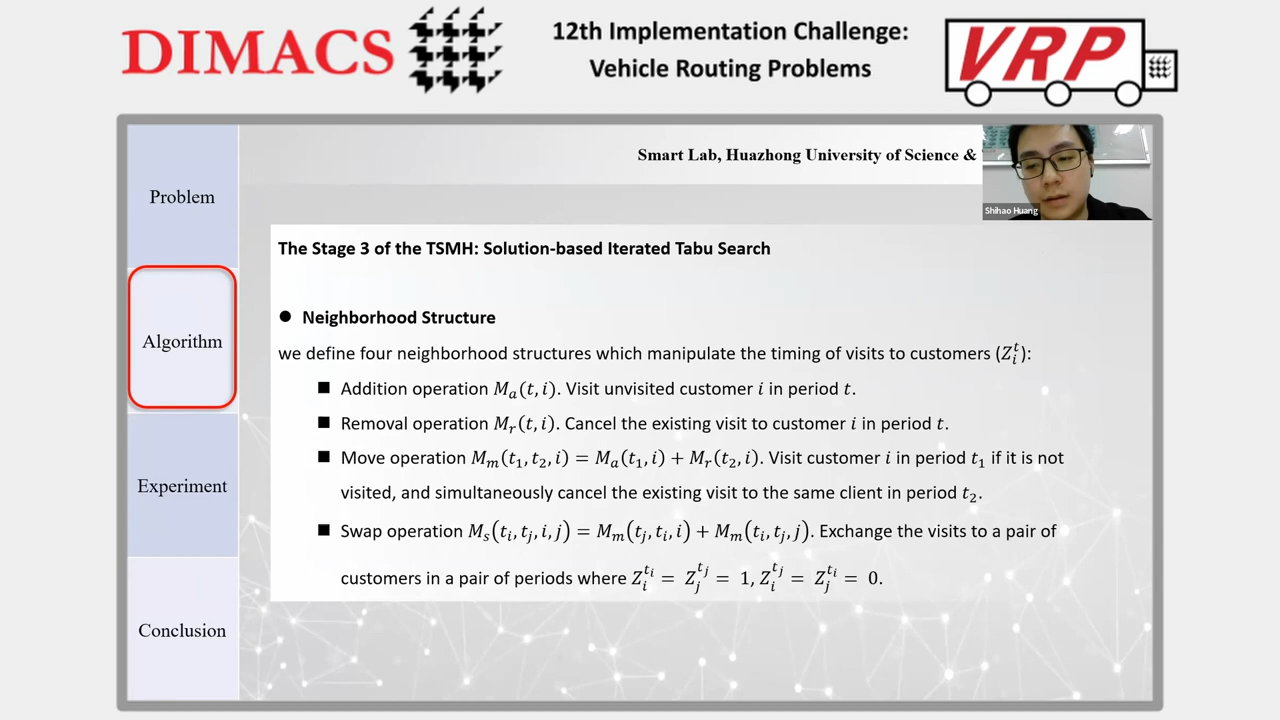 DIMACS
12th Implementation Challenge:
Vehicle Routing Problems
VRP
Problem
Algorithm
Experiment
Conclusion
Smart Lab, Huazhong University of Science &
Shihao Huang
The Stage 3 of the TSMH: Solution-based Iterated Tabu Search
● Neighborhood Structure
we define four neighborhood structures which manipulate the timing of visits to customers (Z_i^t):
■ Addition operation M_a(t, i). Visit unvisited customer i in period t.
■ Removal operation M_r(t, i). Cancel the existing visit to customer i in period t.
■ Move operation M_m(t_1, t_2, i) = M_a(t_1, i) + M_r(t_2, i). Visit customer i in period t_1 if it is not
visited, and simultaneously cancel the existing visit to the same client in period t_2.
■ Swap operation M_s(t_i, t_j, i, j) = M_m(t_j, t_i, i) + M_m(t_i, t_j, j). Exchange the visits to a pair of
customers in a pair of periods where Z_i^{t_i} = Z_j^{t_j} = 1, Z_i^{t_j} = Z_j^{t_i} = 0.